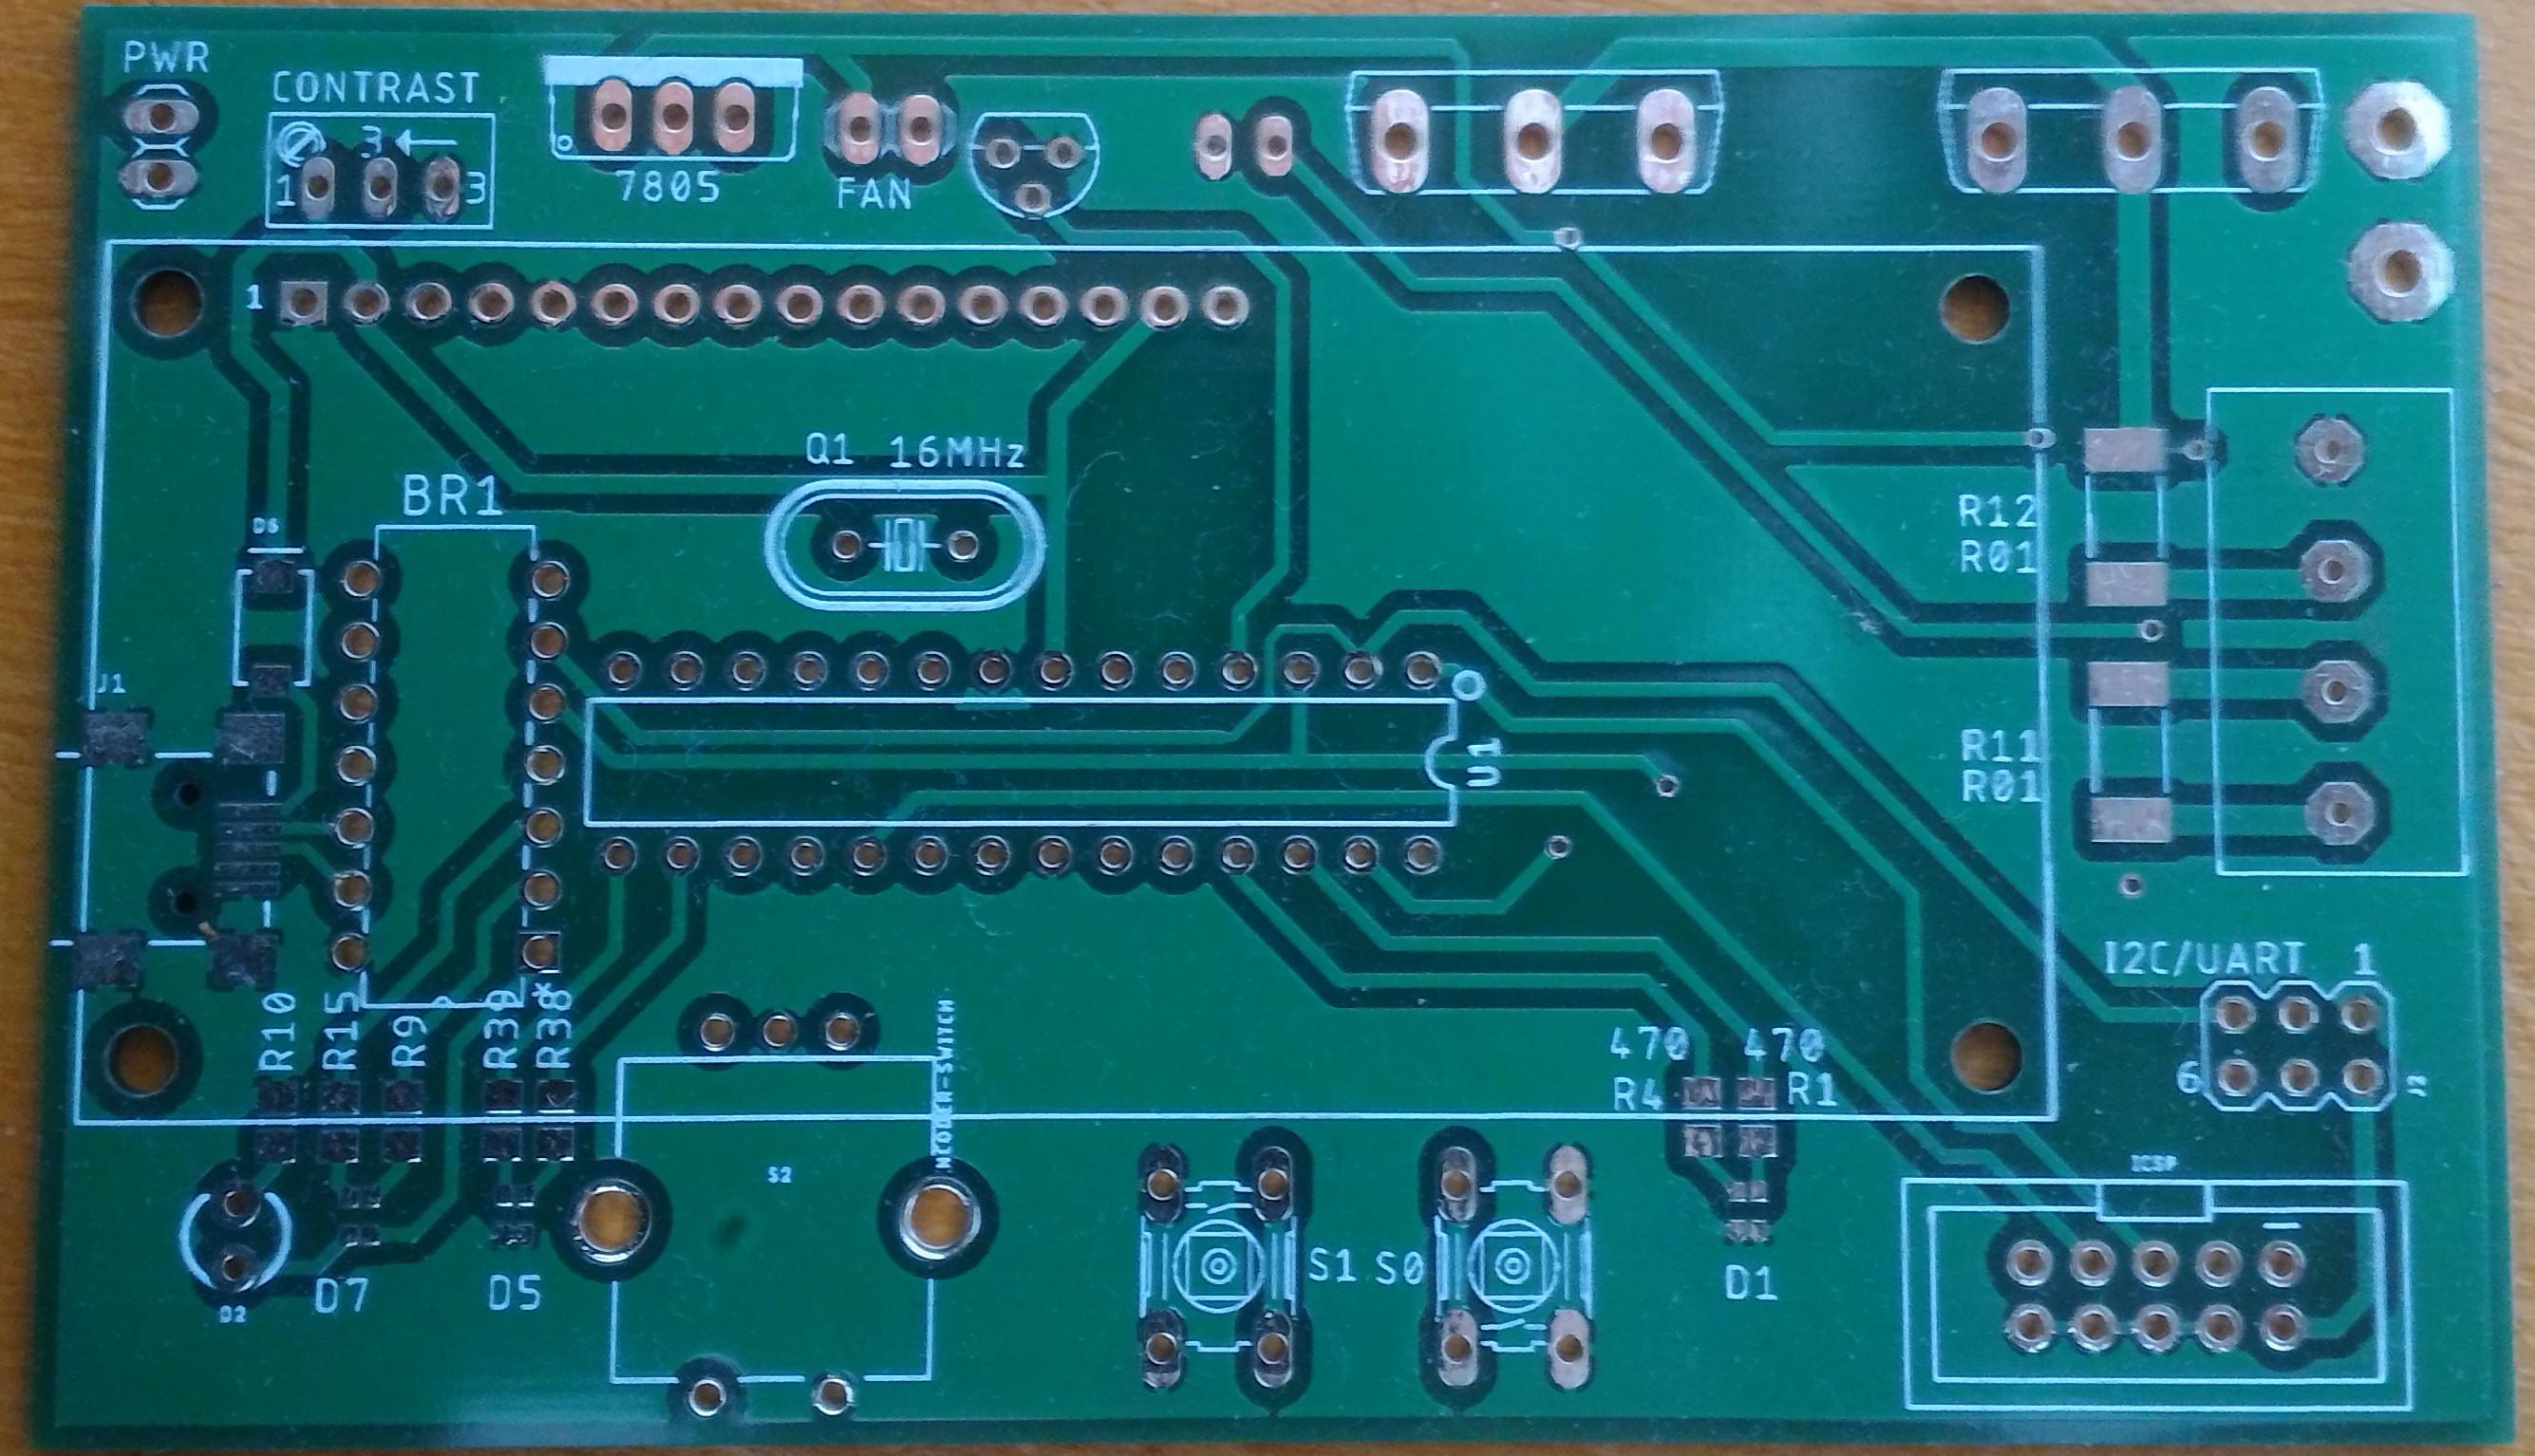 PWR
CONTRAST
3
1 3
7805
FAN
1
Q1 16MHz
BR1
D6
R12
R01
J1
U1
R11
R01
I2C/UART 1
6
R10
R15
R9
R39
R38*
470 470
R4 R1
S2
ICSP
S1 S0
D7
D5
D2
D1